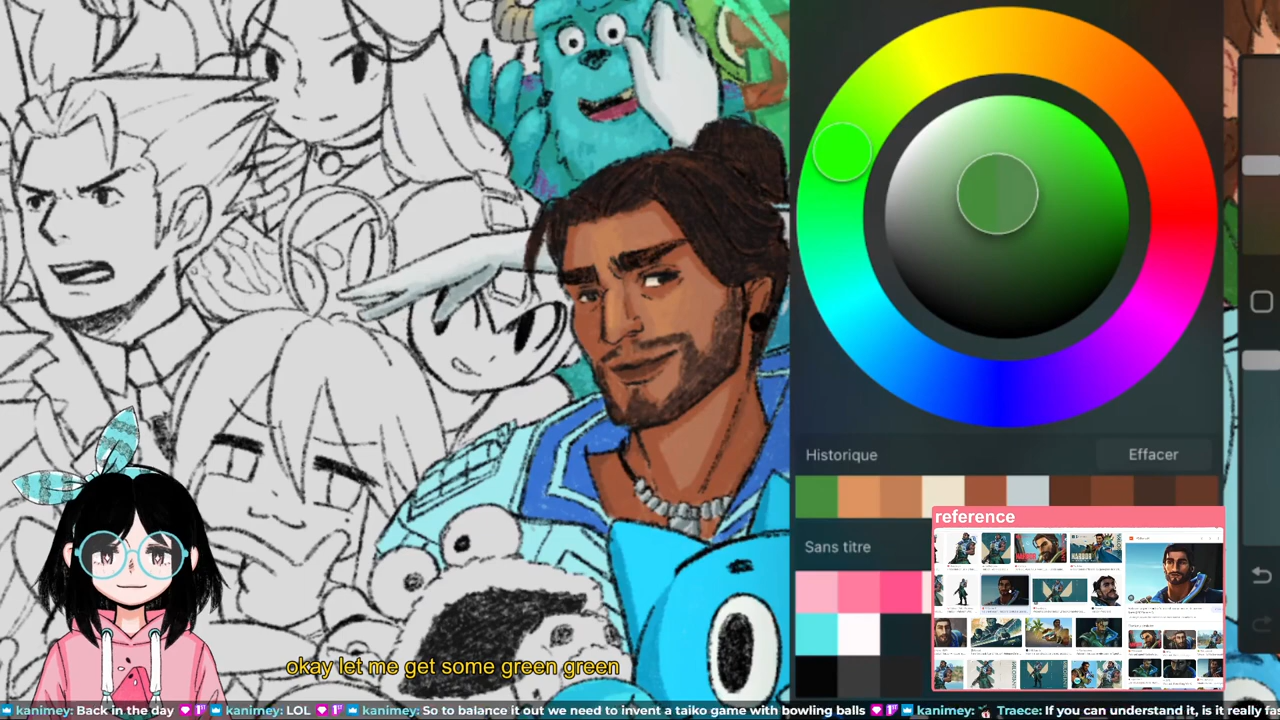 Historique
Effacer
reference
Sans titre
okay let me get some green green
kanimey: Back in the day kanimey: LOL kanimey: So to balance it out we need to invent a taiko game with bowling balls kanimey: Traece: If you can understand it, is it really fas